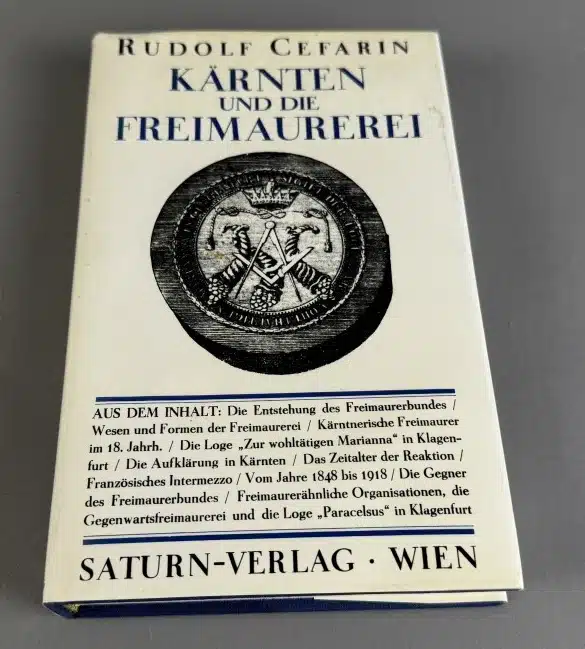 RUDOLF CEFARIN
KÄRNTEN
UND DIE
FREIMAUREREI
AUS DEM INHALT: Die Entstehung des Freimaurerbundes /
Wesen und Formen der Freimaurerei / Kärntnerische Freimaurer
im 18. Jahrh. / Die Loge „Zur wohltätigen Marianna“ in Klagen-
furt / Die Aufklärung in Kärnten / Das Zeitalter der Reaktion /
Französisches Intermezzo / Vom Jahre 1848 bis 1918 / Die Gegner
des Freimaurerbundes / Freimaurerähnliche Organisationen, die
Gegenwartsfreimaurerei und die Loge „Paracelsus“ in Klagenfurt
SATURN-VERLAG · WIEN